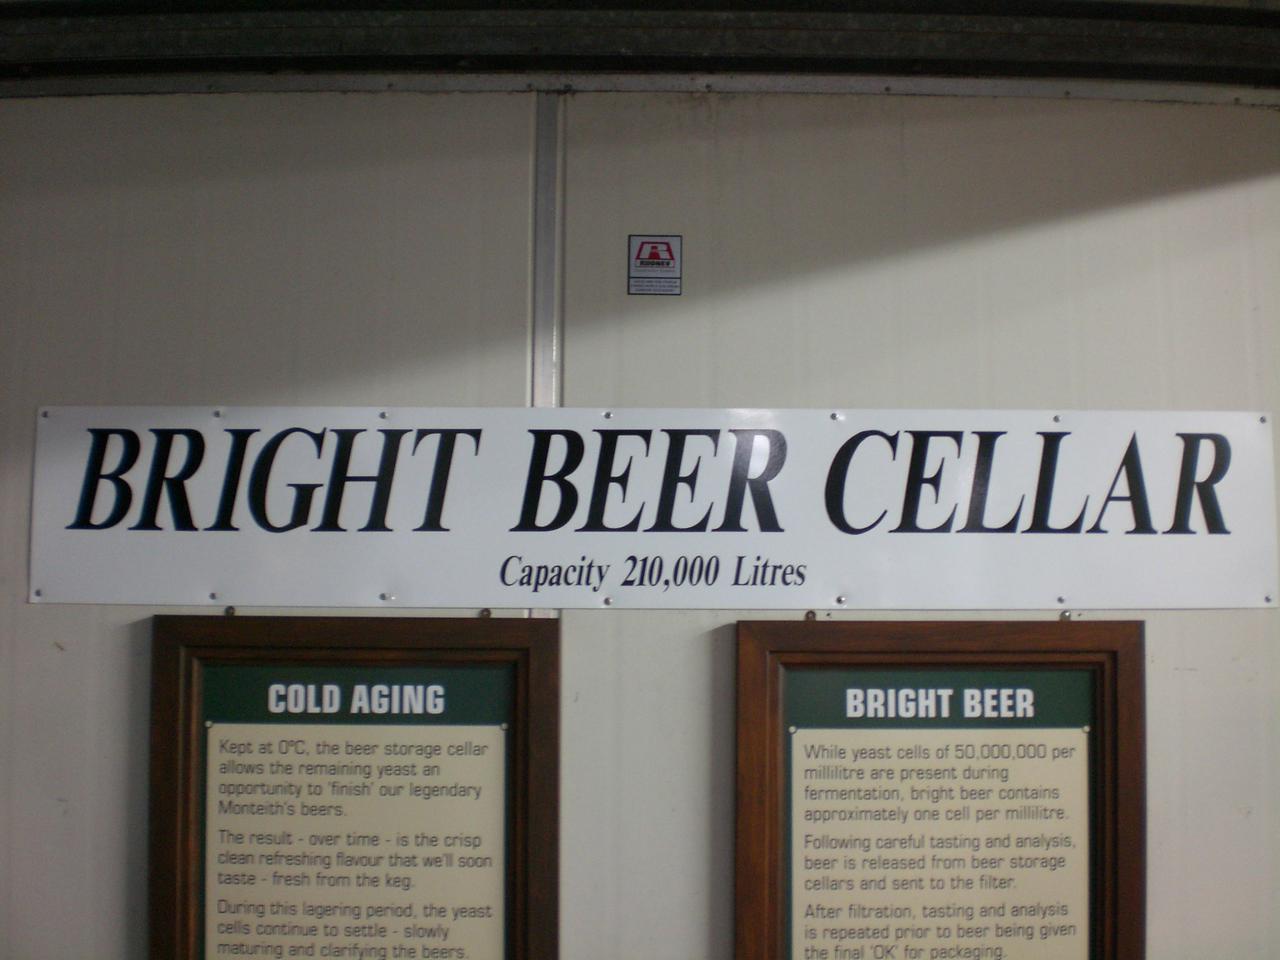 R
BRIGHT BEER CELLAR
Capacity 210,000 Litres
COLD AGING
Kept at 0°C, the beer storage cellar
allows the remaining yeast an
opportunity to 'finish' our legendary
Monteith's beers.
The result - over time - is the crisp
clean refreshing flavour that we'll soon
taste - fresh from the keg.
During this lagering period, the yeast
cells continue to settle - slowly
maturing and clarifying the beers.
BRIGHT BEER
While yeast cells of 50,000,000 per
millilitre are present during
fermentation, bright beer contains
approximately one cell per millilitre.
Following careful tasting and analysis,
beer is released from beer storage
cellars and sent to the filter.
After filtration, tasting and analysis
is repeated prior to beer being given
the final 'OK' for packaging.